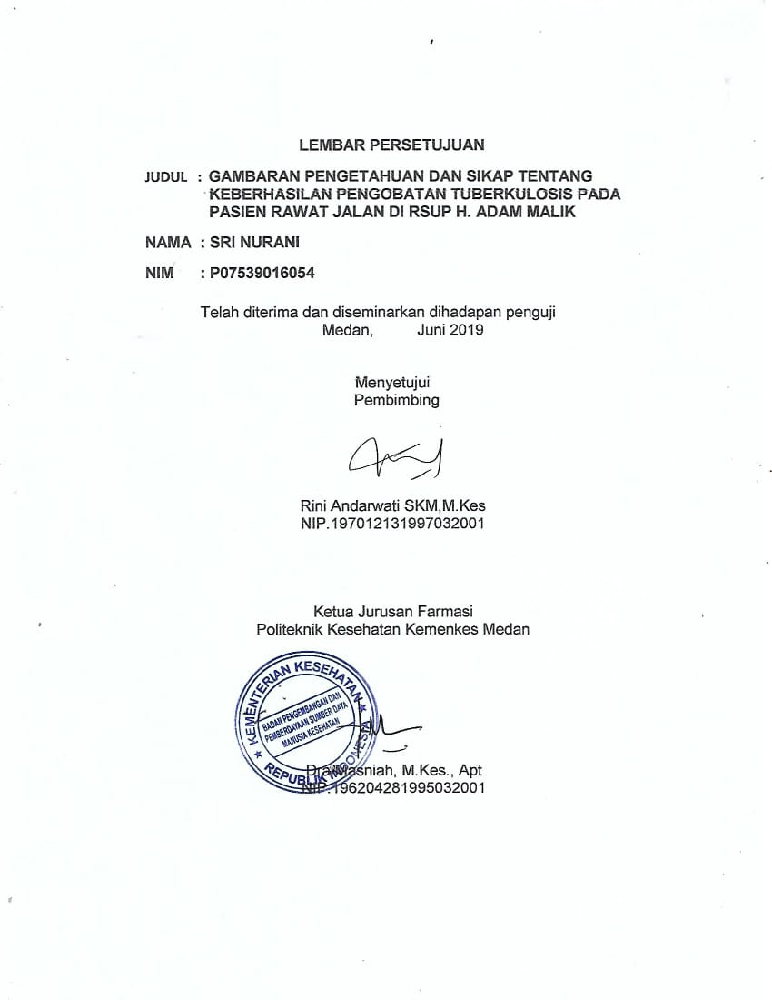 LEMBAR PERSETUJUAN
JUDUL : GAMBARAN PENGETAHUAN DAN SIKAP TENTANG
KEBERHASILAN PENGOBATAN TUBERKULOSIS PADA
PASIEN RAWAT JALAN DI RSUP H. ADAM MALIK
NAMA : SRI NURANI
NIM : P07539016054
Telah diterima dan diseminarkan dihadapan penguji
Medan, Juni 2019
Menyetujui
Pembimbing
Rini Andarwati SKM,M.Kes
NIP.197012131997032001
Ketua Jurusan Farmasi
Politeknik Kesehatan Kemenkes Medan
KEMENTERIAN KESEHATAN
BADAN PENGEMBANGAN DAN
PEMBERDAYAAN SUMBER DAYA
MANUSIA KESEHATAN
REPUBLIK INDONESIA
Dra.Masniah, M.Kes., Apt
NIP.196204281995032001